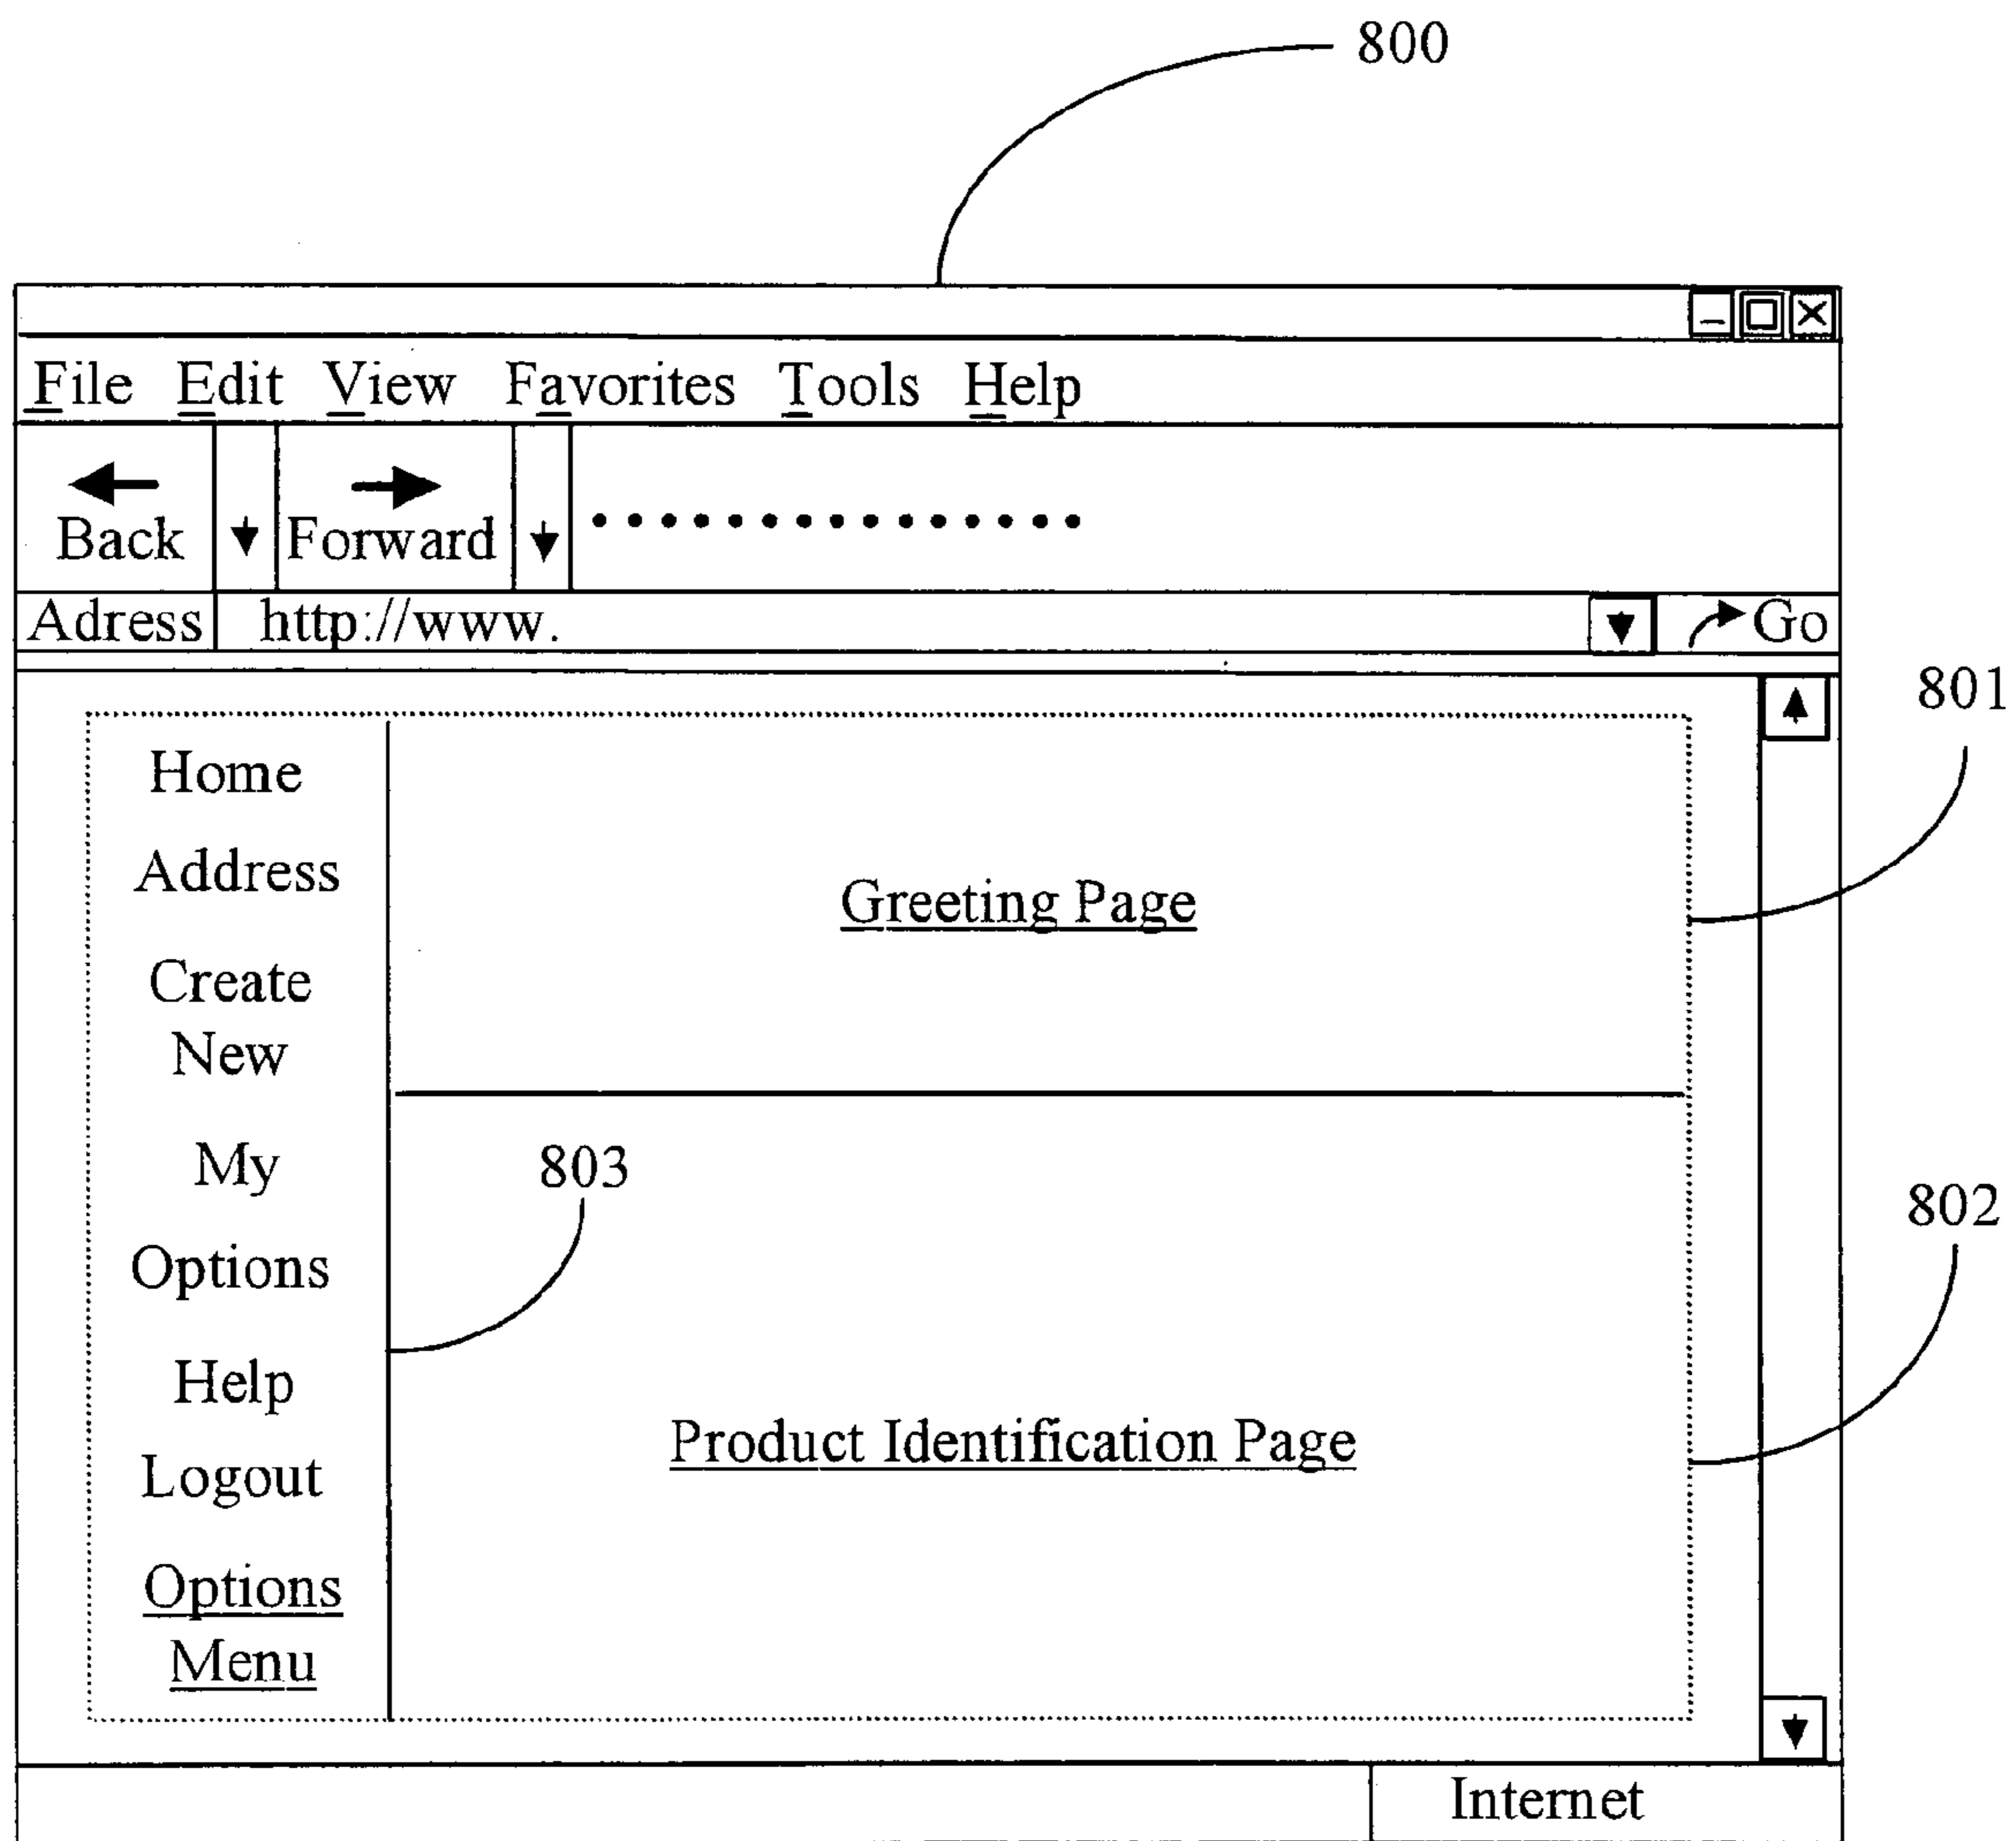 800
File Edit View Favorites Tools Help
Back Forward
Adress http://www. Go
801
Home
Address
Greeting Page
Create
New
My
803
802
Options
Help
Product Identification Page
Logout
Options
Menu
Internet